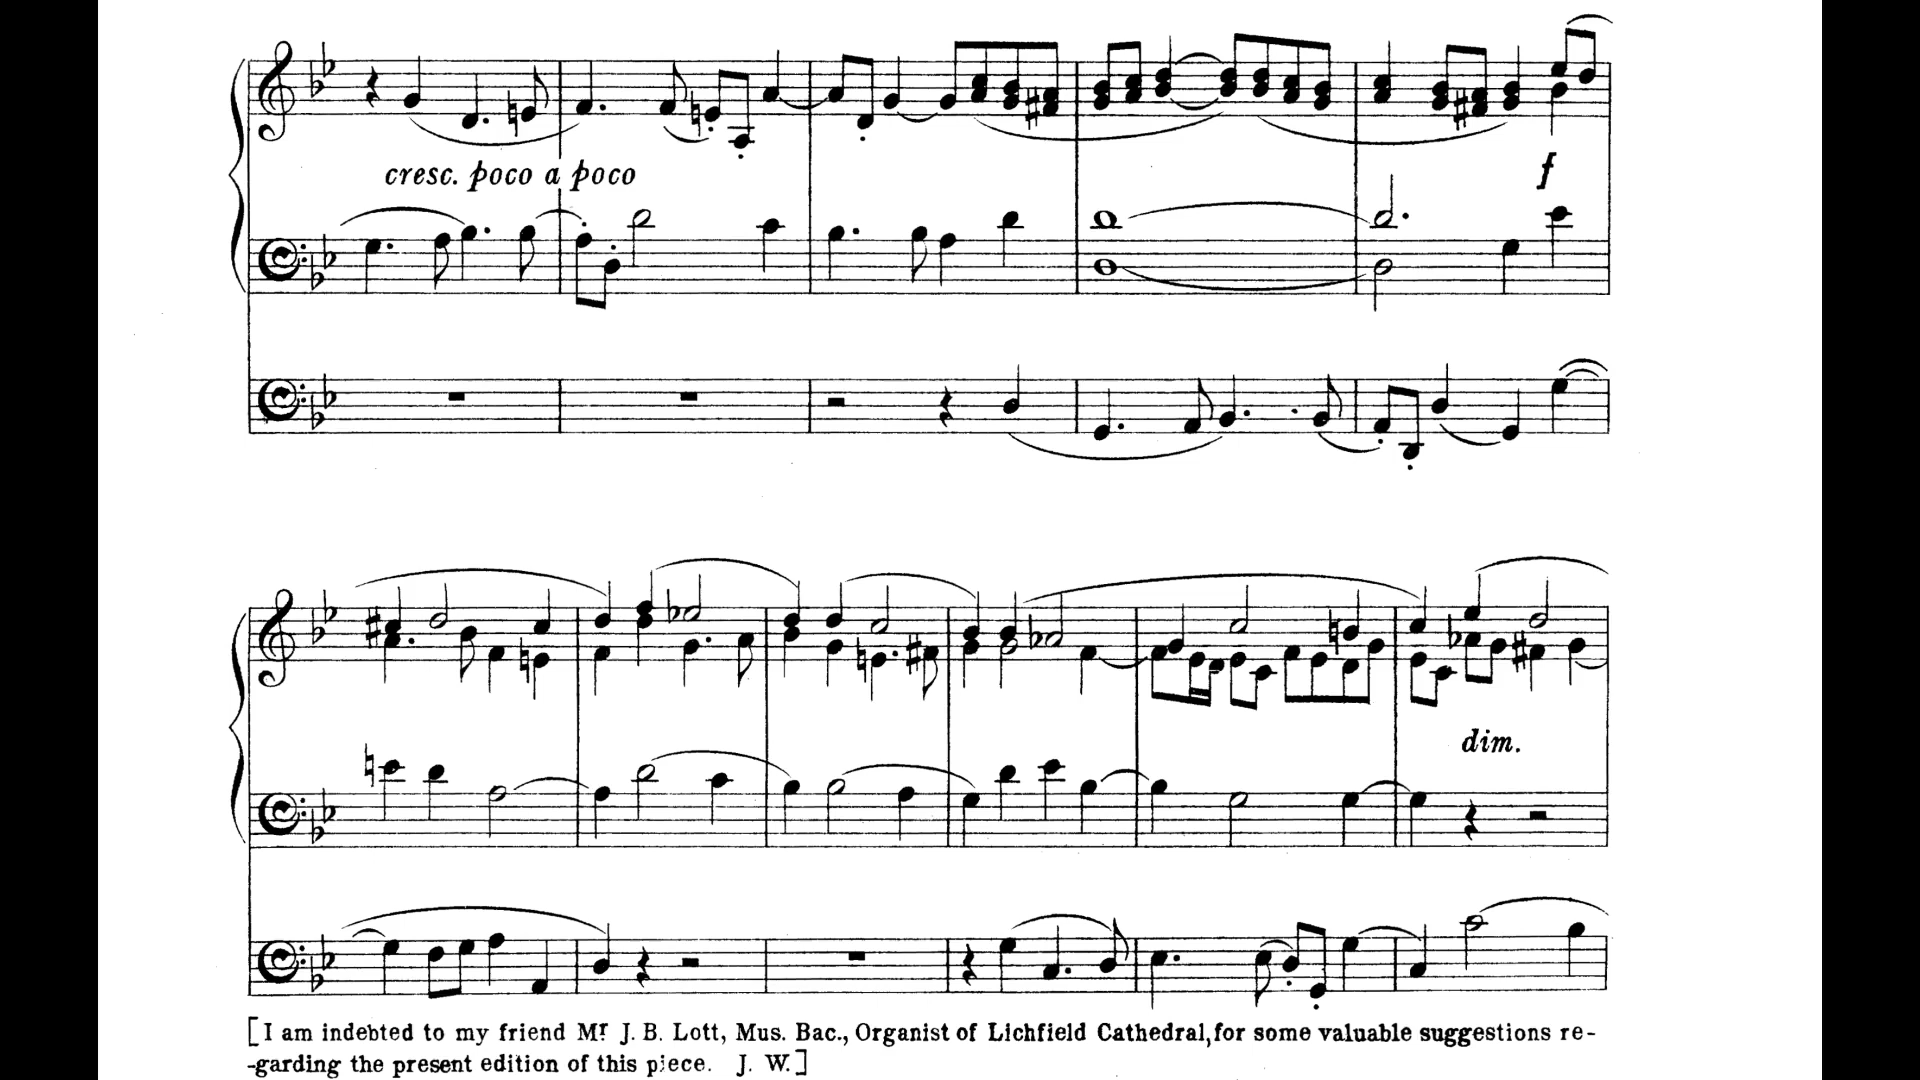 cresc. poco a poco
f
dim.
[I am indebted to my friend Mr. J. B. Lott, Mus. Bac., Organist of Lichfield Cathedral, for some valuable suggestions re-
-garding the present edition of this piece. J. W.]